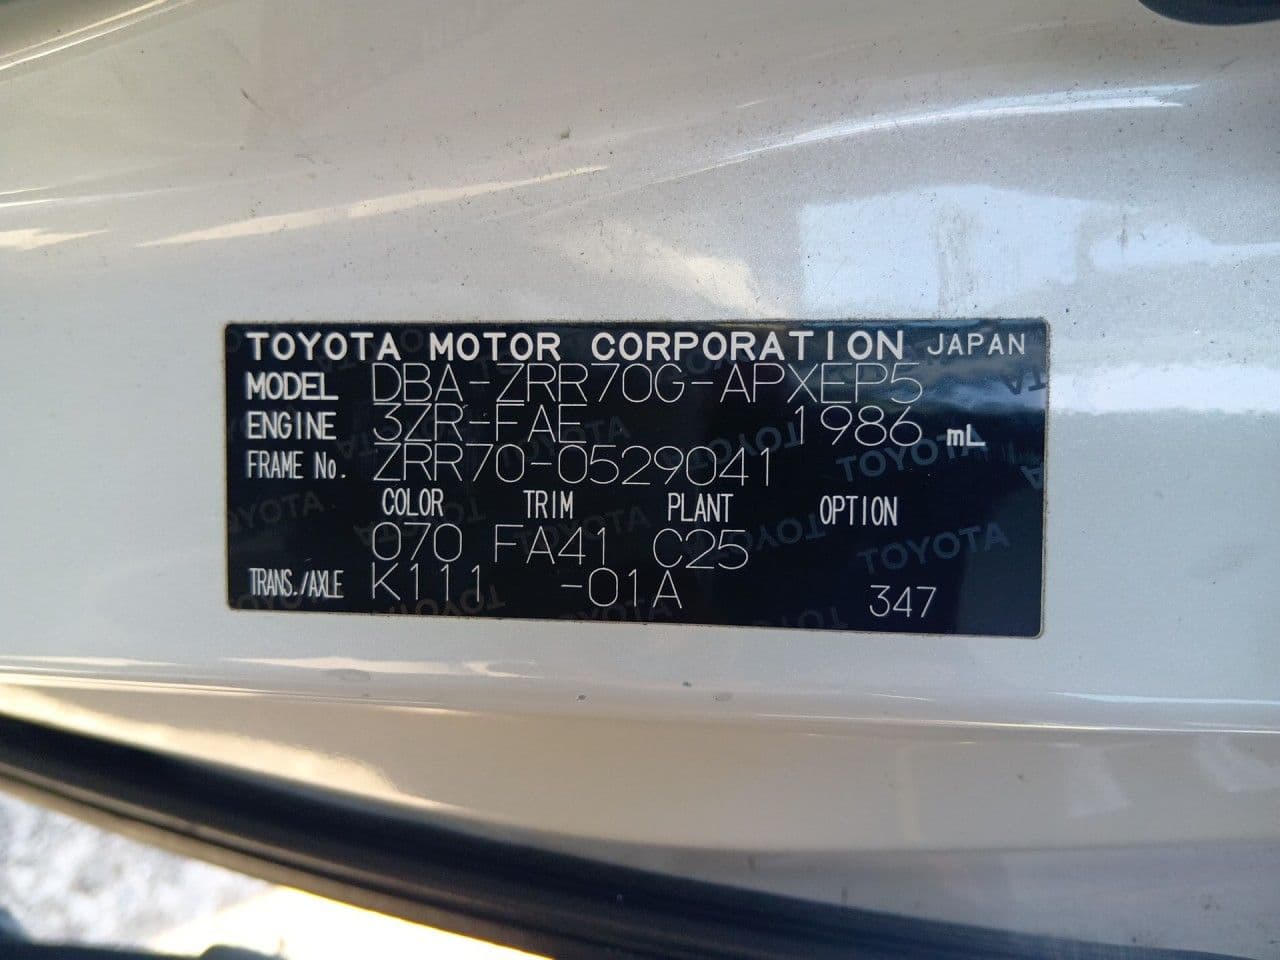 TOYOTA MOTOR CORPORATION JAPAN
MODEL DBA-ZRR70G-APXEP5
ENGINE 3ZR-FAE 1986 mL
FRAME No. ZRR70-0529041
COLOR TRIM PLANT OPTION
070 FA41 C25
TRANS./AXLE K111 -01A 347